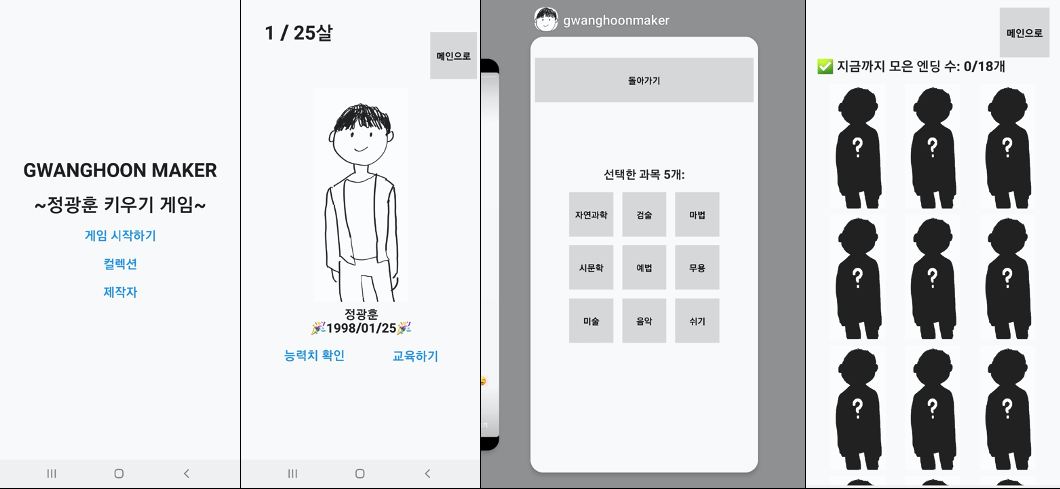 GWANGHOON MAKER
~정광훈 키우기 게임~
게임 시작하기
컬렉션
제작자
1 / 25살
메인으로
정광훈
🎉1998/01/25🎉
능력치 확인
교육하기
gwanghoonmaker
돌아가기
선택한 과목 5개:
자연과학 검술 마법
시문학 예법 무용
미술 음악 쉬기
메인으로
✅ 지금까지 모은 엔딩 수: 0/18개
? ? ?
? ? ?
? ? ?